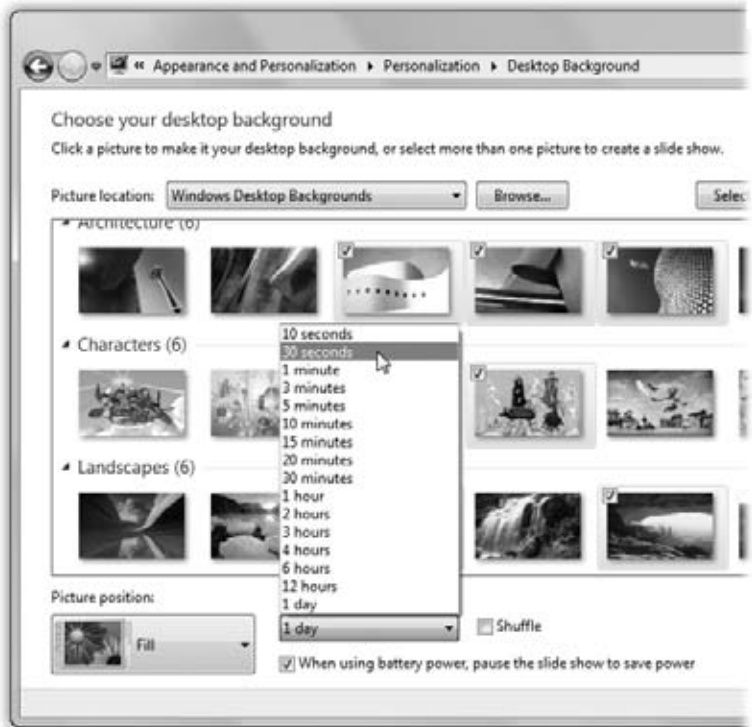 « Appearance and Personalization ▸ Personalization ▸ Desktop Background
Choose your desktop background
Click a picture to make it your desktop background, or select more than one picture to create a slide show.
Picture location: Windows Desktop Backgrounds Browse...
Architecture (6)
Characters (6)
Landscapes (6)
10 seconds
30 seconds
1 minute
3 minutes
5 minutes
10 minutes
15 minutes
20 minutes
30 minutes
1 hour
2 hours
3 hours
4 hours
6 hours
12 hours
1 day
Picture position:
Fill
1 day
Shuffle
When using battery power, pause the slide show to save power